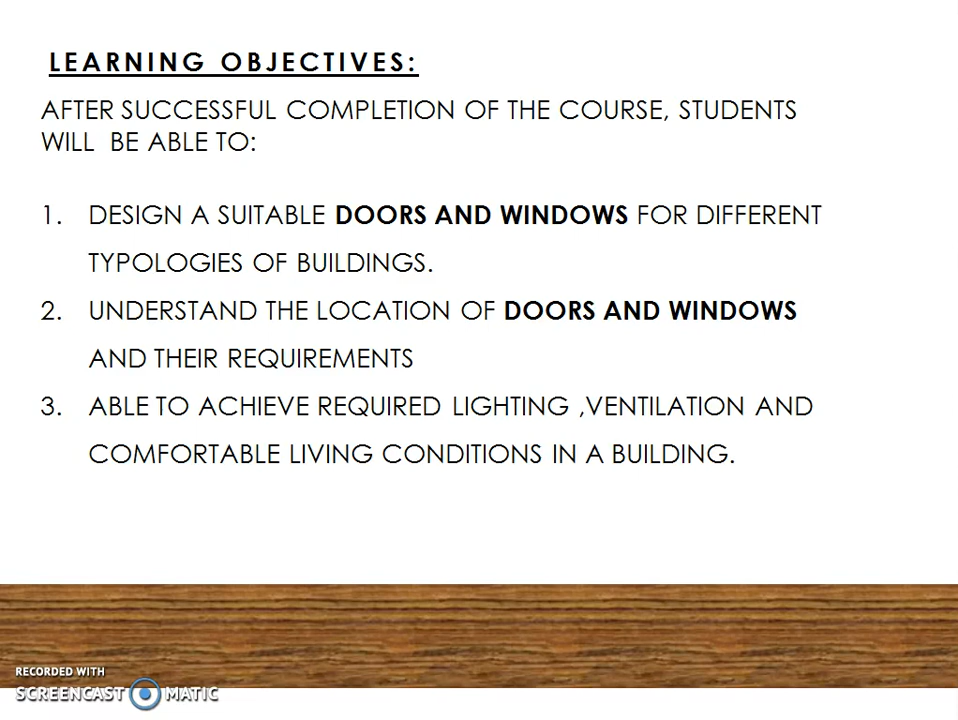 LEARNING OBJECTIVES:
AFTER SUCCESSFUL COMPLETION OF THE COURSE, STUDENTS
WILL BE ABLE TO:
1. DESIGN A SUITABLE DOORS AND WINDOWS FOR DIFFERENT
TYPOLOGIES OF BUILDINGS.
2. UNDERSTAND THE LOCATION OF DOORS AND WINDOWS
AND THEIR REQUIREMENTS
3. ABLE TO ACHIEVE REQUIRED LIGHTING ,VENTILATION AND
COMFORTABLE LIVING CONDITIONS IN A BUILDING.
RECORDED WITH
SCREENCAST MATIC